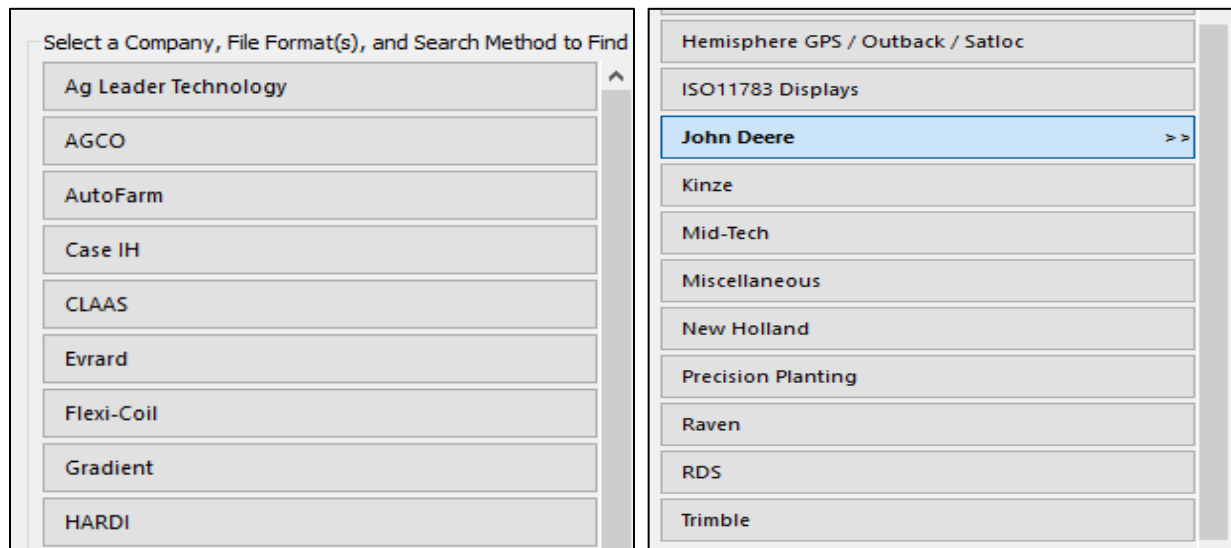 Select a Company, File Format(s), and Search Method to Find
Ag Leader Technology
AGCO
AutoFarm
Case IH
CLAAS
Evrard
Flexi-Coil
Gradient
HARDI
Hemisphere GPS / Outback / Satloc
ISO11783 Displays
John Deere >>
Kinze
Mid-Tech
Miscellaneous
New Holland
Precision Planting
Raven
RDS
Trimble